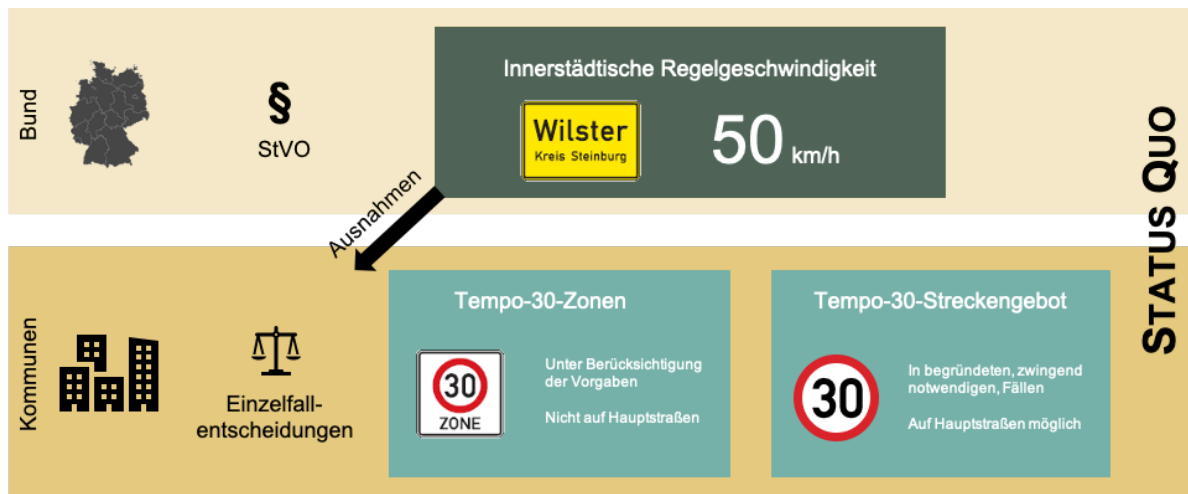 Bund
§
StVO
Innerstädtische Regelgeschwindigkeit
Wilster
Kreis Steinburg
50 km/h
STATUS QUO
Ausnahmen
Kommunen
Einzelfall-
entscheidungen
Tempo-30-Zonen
30
ZONE
Unter Berücksichtigung
der Vorgaben
Nicht auf Hauptstraßen
Tempo-30-Streckengebot
30
In begründeten, zwingend
notwendigen, Fällen
Auf Hauptstraßen möglich